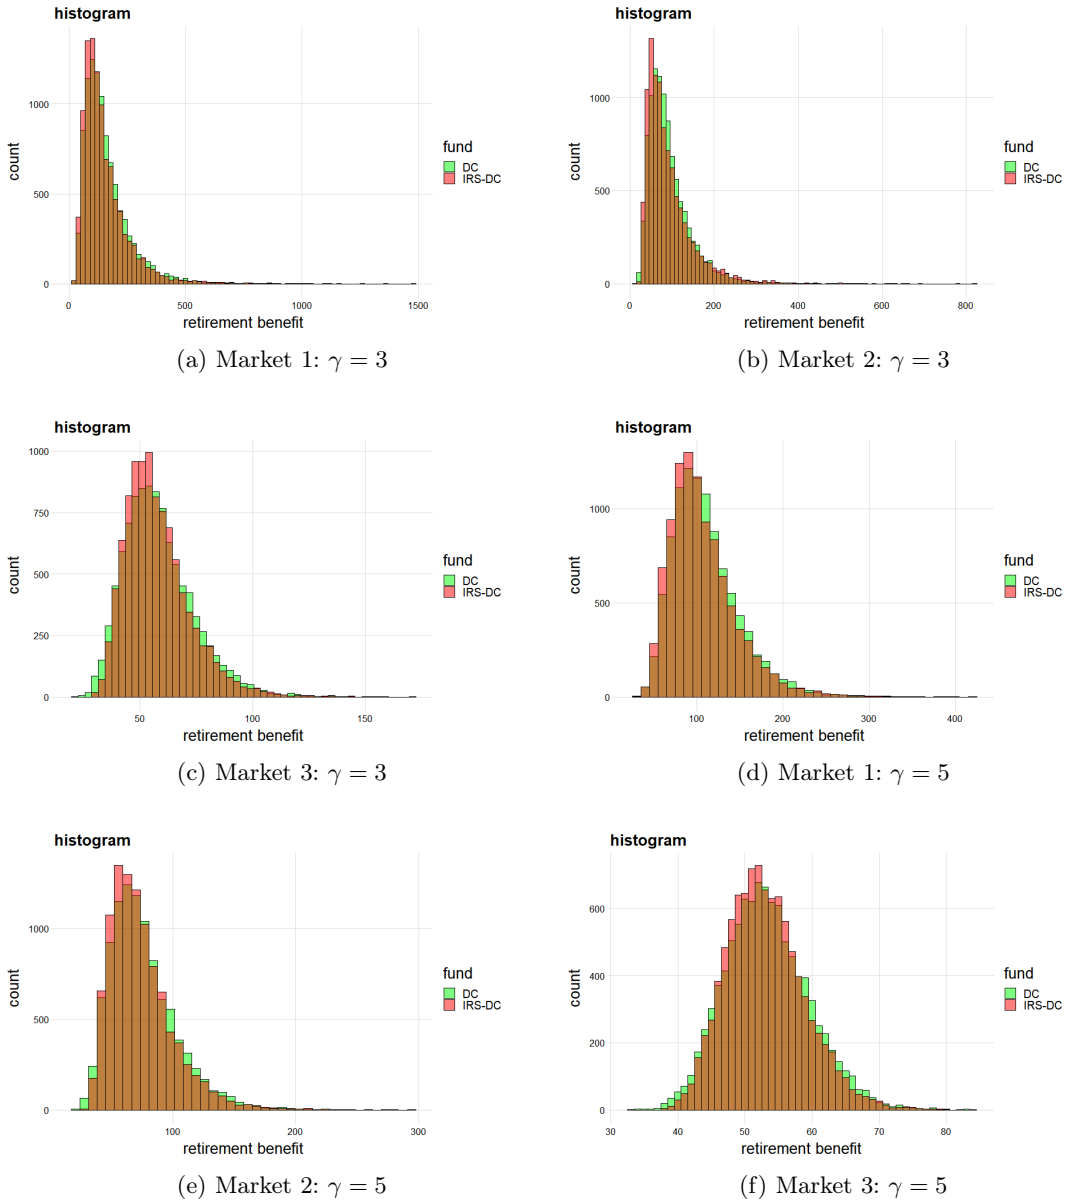 histogram
1000
500
0
count
0
500
1000
1500
retirement benefit
fund
DC
IRS-DC
(a) Market 1: γ = 3
histogram
1000
500
0
count
0
200
400
600
800
retirement benefit
fund
DC
IRS-DC
(b) Market 2: γ = 3
histogram
1000
750
500
250
0
count
50
100
150
retirement benefit
fund
DC
IRS-DC
(c) Market 3: γ = 3
histogram
1000
500
0
count
100
200
300
400
retirement benefit
fund
DC
IRS-DC
(d) Market 1: γ = 5
histogram
1000
500
0
count
100
200
300
retirement benefit
fund
DC
IRS-DC
(e) Market 2: γ = 5
histogram
600
400
200
0
count
30
40
50
60
70
80
retirement benefit
fund
DC
IRS-DC
(f) Market 3: γ = 5